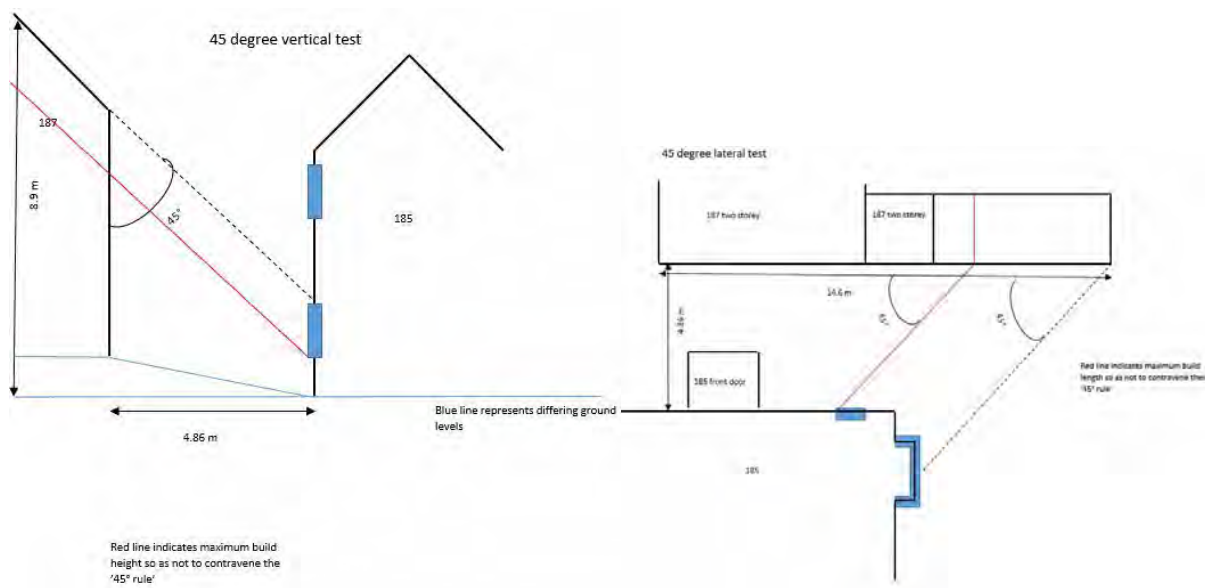 45 degree vertical test
187
45°
8.9 m
185
4.86 m
Blue line represents differing ground
levels
Red line indicates maximum build
height so as not to contravene the
'45° rule'
45 degree lateral test
187 two storey
187 two storey
14.6 m
45°
45°
4.86 m
185 front door
185
Red line indicates maximum build
length so as not to contravene the
'45° rule'